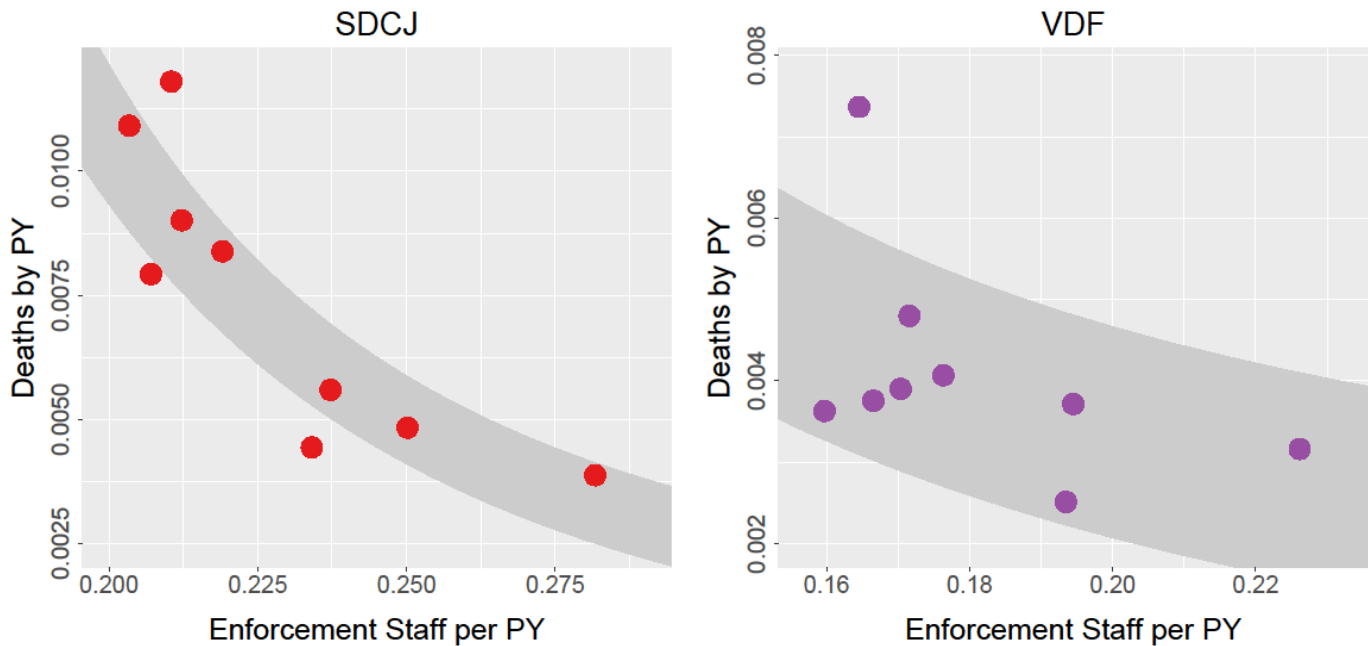 SDCJ
VDF
Deaths by PY
0.0100
0.0075
0.0050
0.0025
0.200
0.225
0.250
0.275
Enforcement Staff per PY
Deaths by PY
0.008
0.006
0.004
0.002
0.16
0.18
0.20
0.22
Enforcement Staff per PY